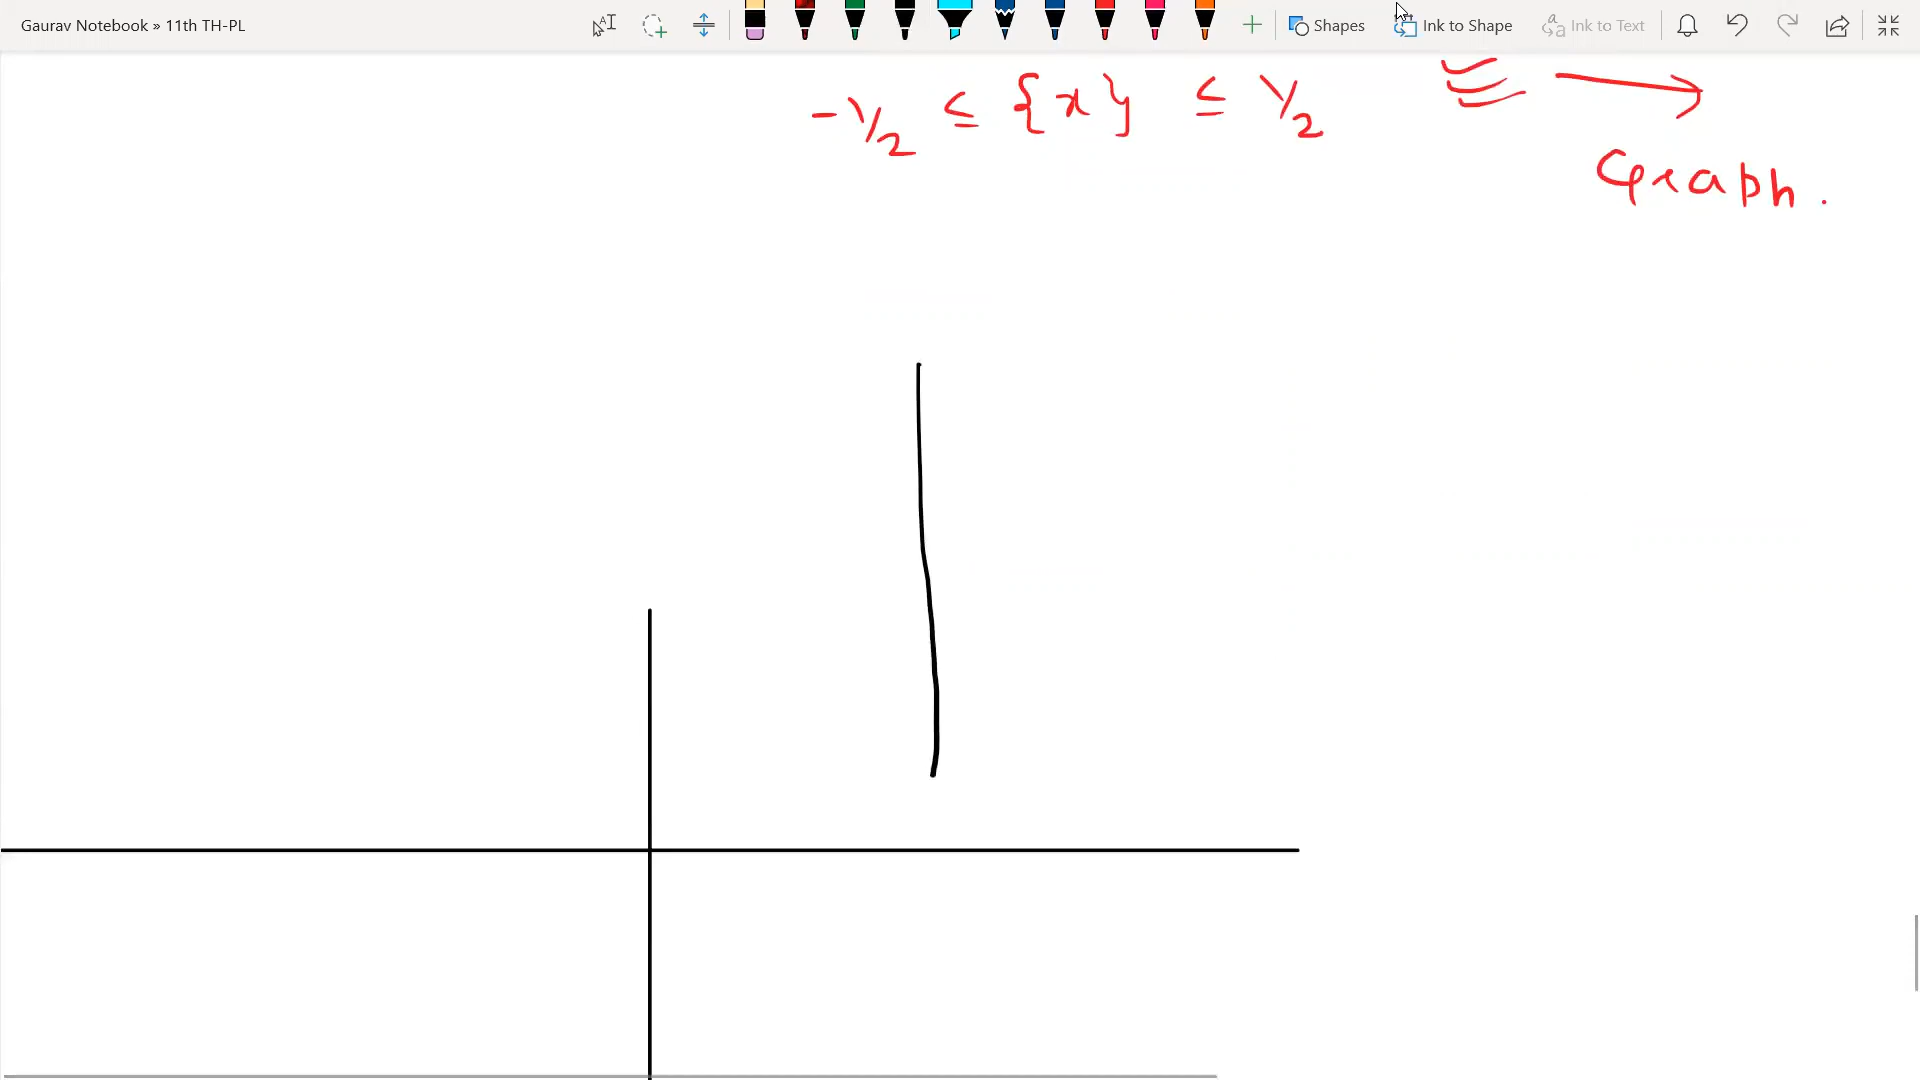 Gaurav Notebook » 11th TH-PL
Shapes
Ink to Shape
Ink to Text
-1/2 ≤ {x} ≤ 1/2
Graph.